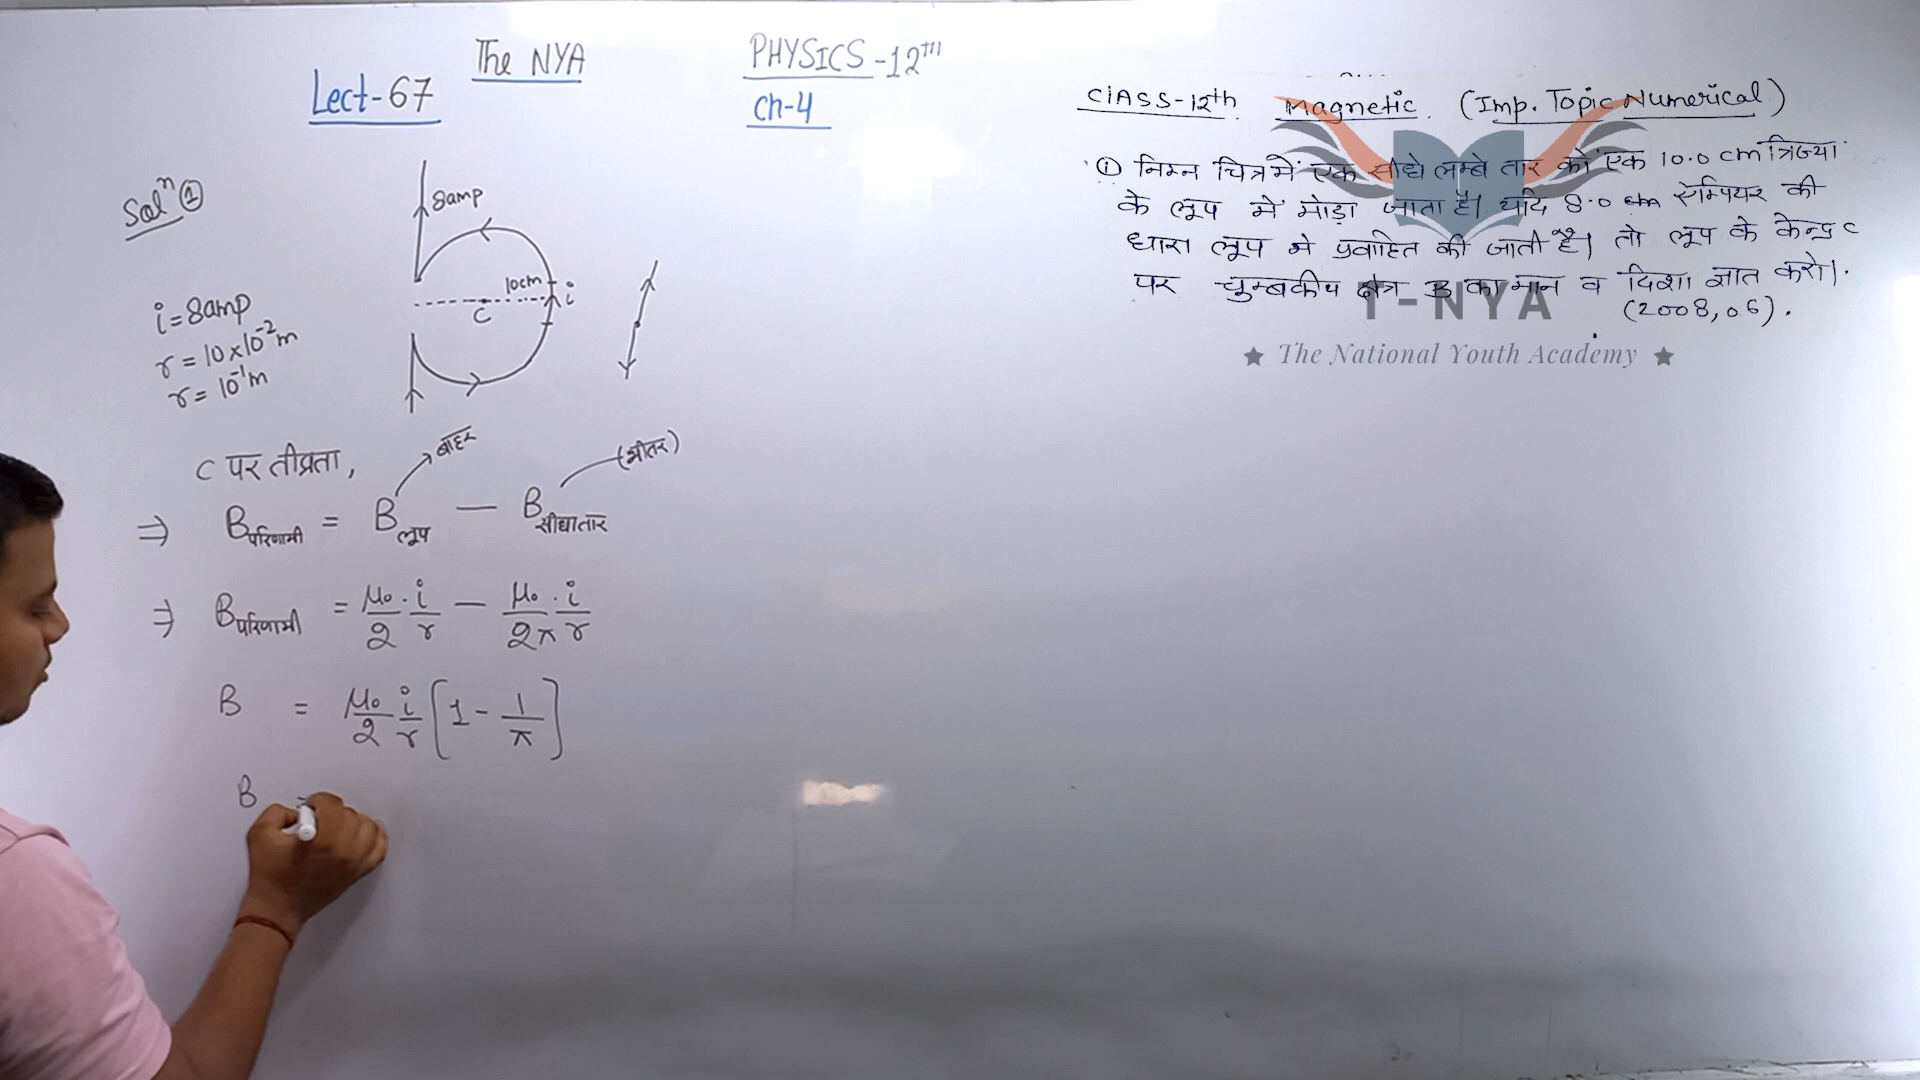 The NYA
PHYSICS-12TH
Lect-67
Ch-4
Solⁿ ①
8amp
10cm
i
C
i=8amp
r = 10×10⁻² m
r = 10⁻¹ m
C पर तीव्रता,
बाहर
(भीतर)
⇒ Bपरिणामी = Bलूप — Bसीधातार
⇒ Bपरिणामी = μ₀/2 · i/r — μ₀/2π · i/r
B = μ₀/2 i/r [1 - 1/π]
B =
CLASS-12th. Magnetic. (Imp. Topic Numerical)
① निम्न चित्र में एक सीधे लम्बे तार को एक 10.0 cm त्रिज्या
के लूप में मोड़ा जाता है। यदि 8.0 ऐम्पियर की
धारा लूप में प्रवाहित की जाती है। तो लूप के केन्द्र C
पर चुम्बकीय क्षेत्र B का मान व दिशा ज्ञात करो।
(2008,06).
T-NYA
★ The National Youth Academy ★